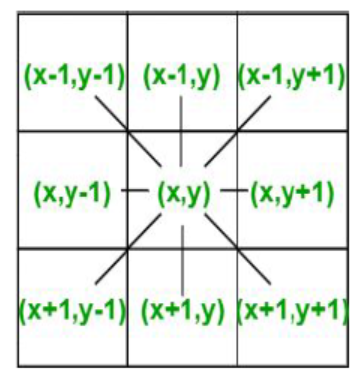 (x-1,y-1) (x-1,y) (x-1,y+1)
(x,y-1) (x,y) (x,y+1)
(x+1,y-1) (x+1,y) (x+1,y+1)